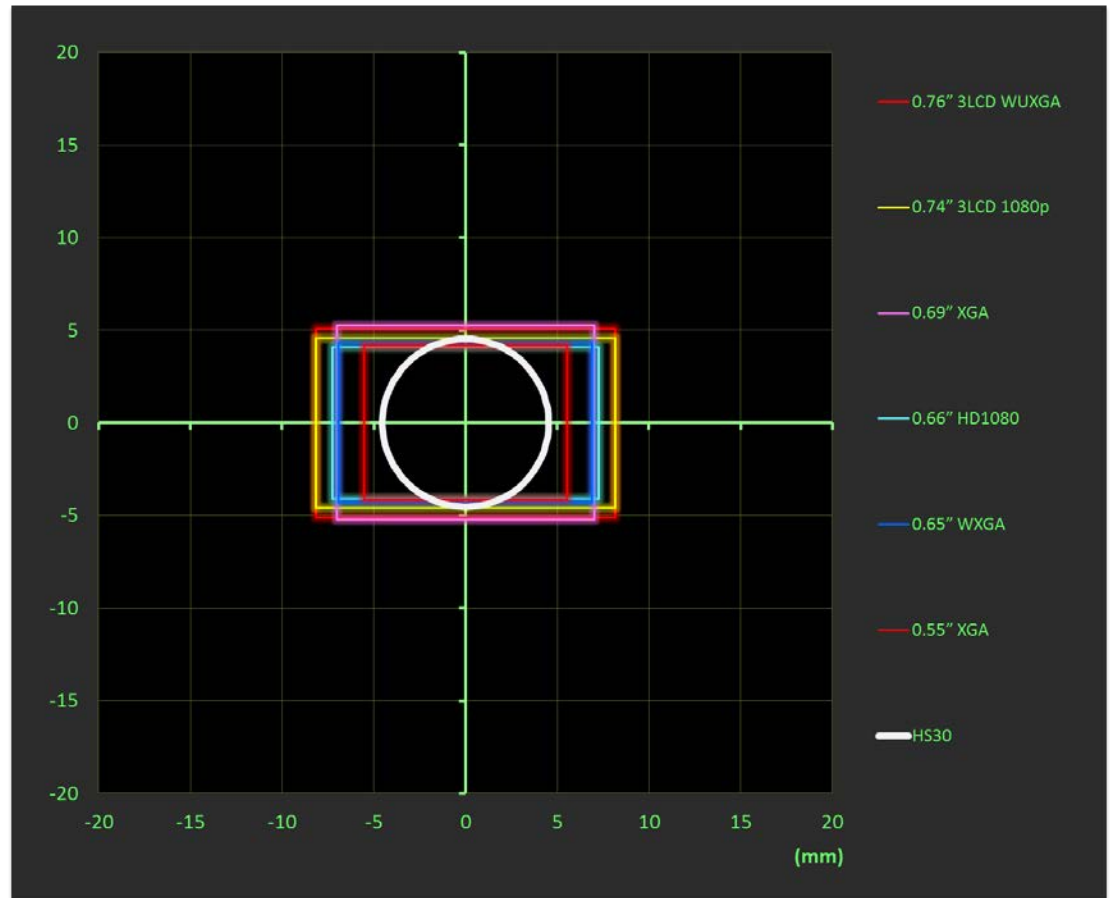 20
15
10
5
0
-5
-10
-15
-20
-20 -15 -10 -5 0 5 10 15 20
(mm)
0.76” 3LCD WUXGA
0.74” 3LCD 1080p
0.69” XGA
0.66” HD1080
0.65” WXGA
0.55” XGA
HS30